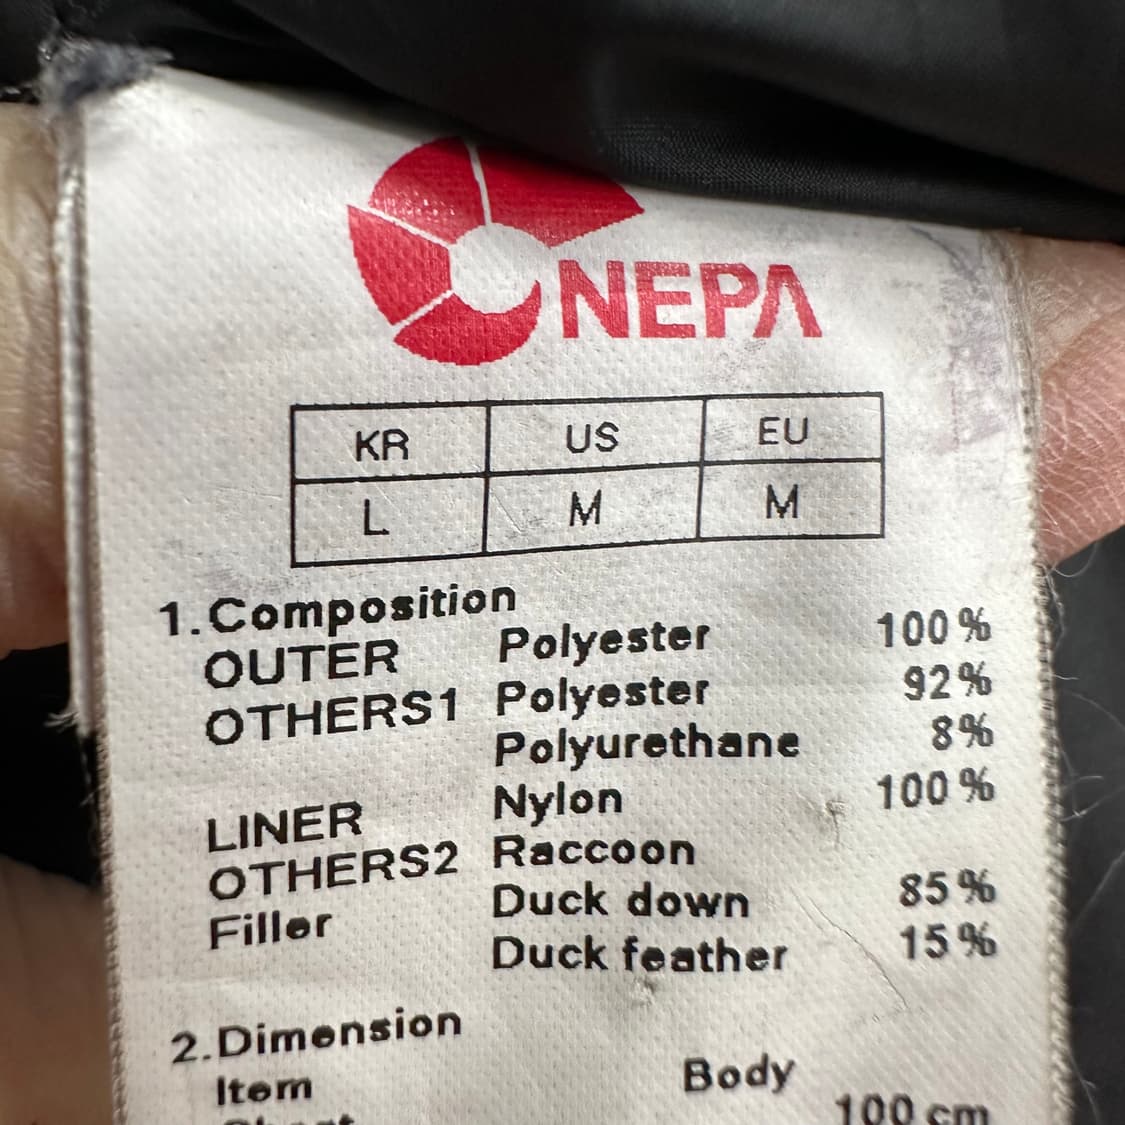 NEPA
KR US EU
L M M
1.Composition
OUTER Polyester 100%
OTHERS1 Polyester 92%
Polyurethane 8%
LINER Nylon 100%
OTHERS2 Raccoon
Filler Duck down 85%
Duck feather 15%
2.Dimension
Item Body
100 cm